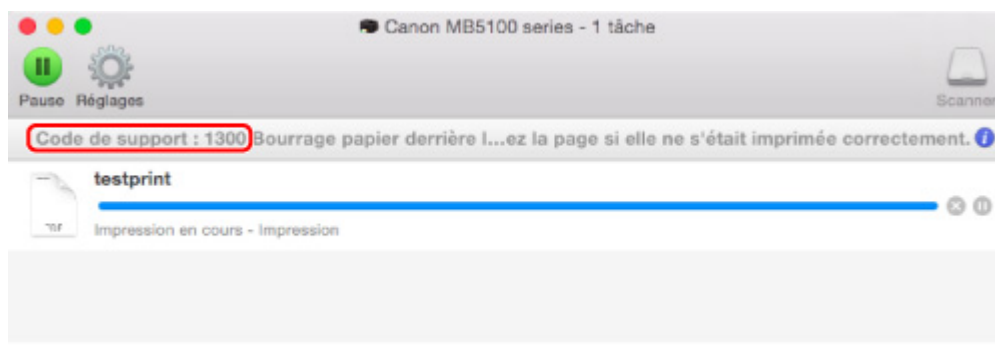 Canon MB5100 series - 1 tâche
Pause Réglages Scanner
Code de support : 1300 Bourrage papier derrière l...ez la page si elle ne s'était imprimée correctement.
testprint
Impression en cours - Impression